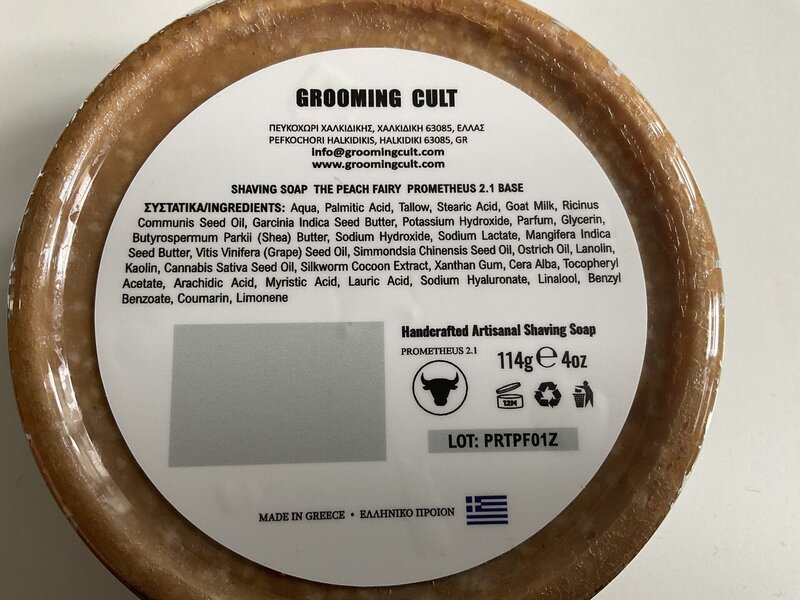 GROOMING CULT
ΠΕΥΚΟΧΩΡΙ ΧΑΛΚΙΔΙΚΗΣ, ΧΑΛΚΙΔΙΚΗ 63085, ΕΛΛΑΣ
PEFKOCHORI HALKIDIKIS, HALKIDIKI 63085, GR
info@groomingcult.com
www.groomingcult.com
SHAVING SOAP THE PEACH FAIRY PROMETHEUS 2.1 BASE
ΣΥΣΤΑΤΙΚΑ/INGREDIENTS: Aqua, Palmitic Acid, Tallow, Stearic Acid, Goat Milk, Ricinus
Communis Seed Oil, Garcinia Indica Seed Butter, Potassium Hydroxide, Parfum, Glycerin,
Butyrospermum Parkii (Shea) Butter, Sodium Hydroxide, Sodium Lactate, Mangifera Indica
Seed Butter, Vitis Vinifera (Grape) Seed Oil, Simmondsia Chinensis Seed Oil, Ostrich Oil, Lanolin,
Kaolin, Cannabis Sativa Seed Oil, Silkworm Cocoon Extract, Xanthan Gum, Cera Alba, Tocopheryl
Acetate, Arachidic Acid, Myristic Acid, Lauric Acid, Sodium Hyaluronate, Linalool, Benzyl
Benzoate, Coumarin, Limonene
Handcrafted Artisanal Shaving Soap
PROMETHEUS 2.1
114g ℮ 4oz
12M
LOT: PRTPF01Z
MADE IN GREECE • ΕΛΛΗΝΙΚΟ ΠΡΟΙΟΝ